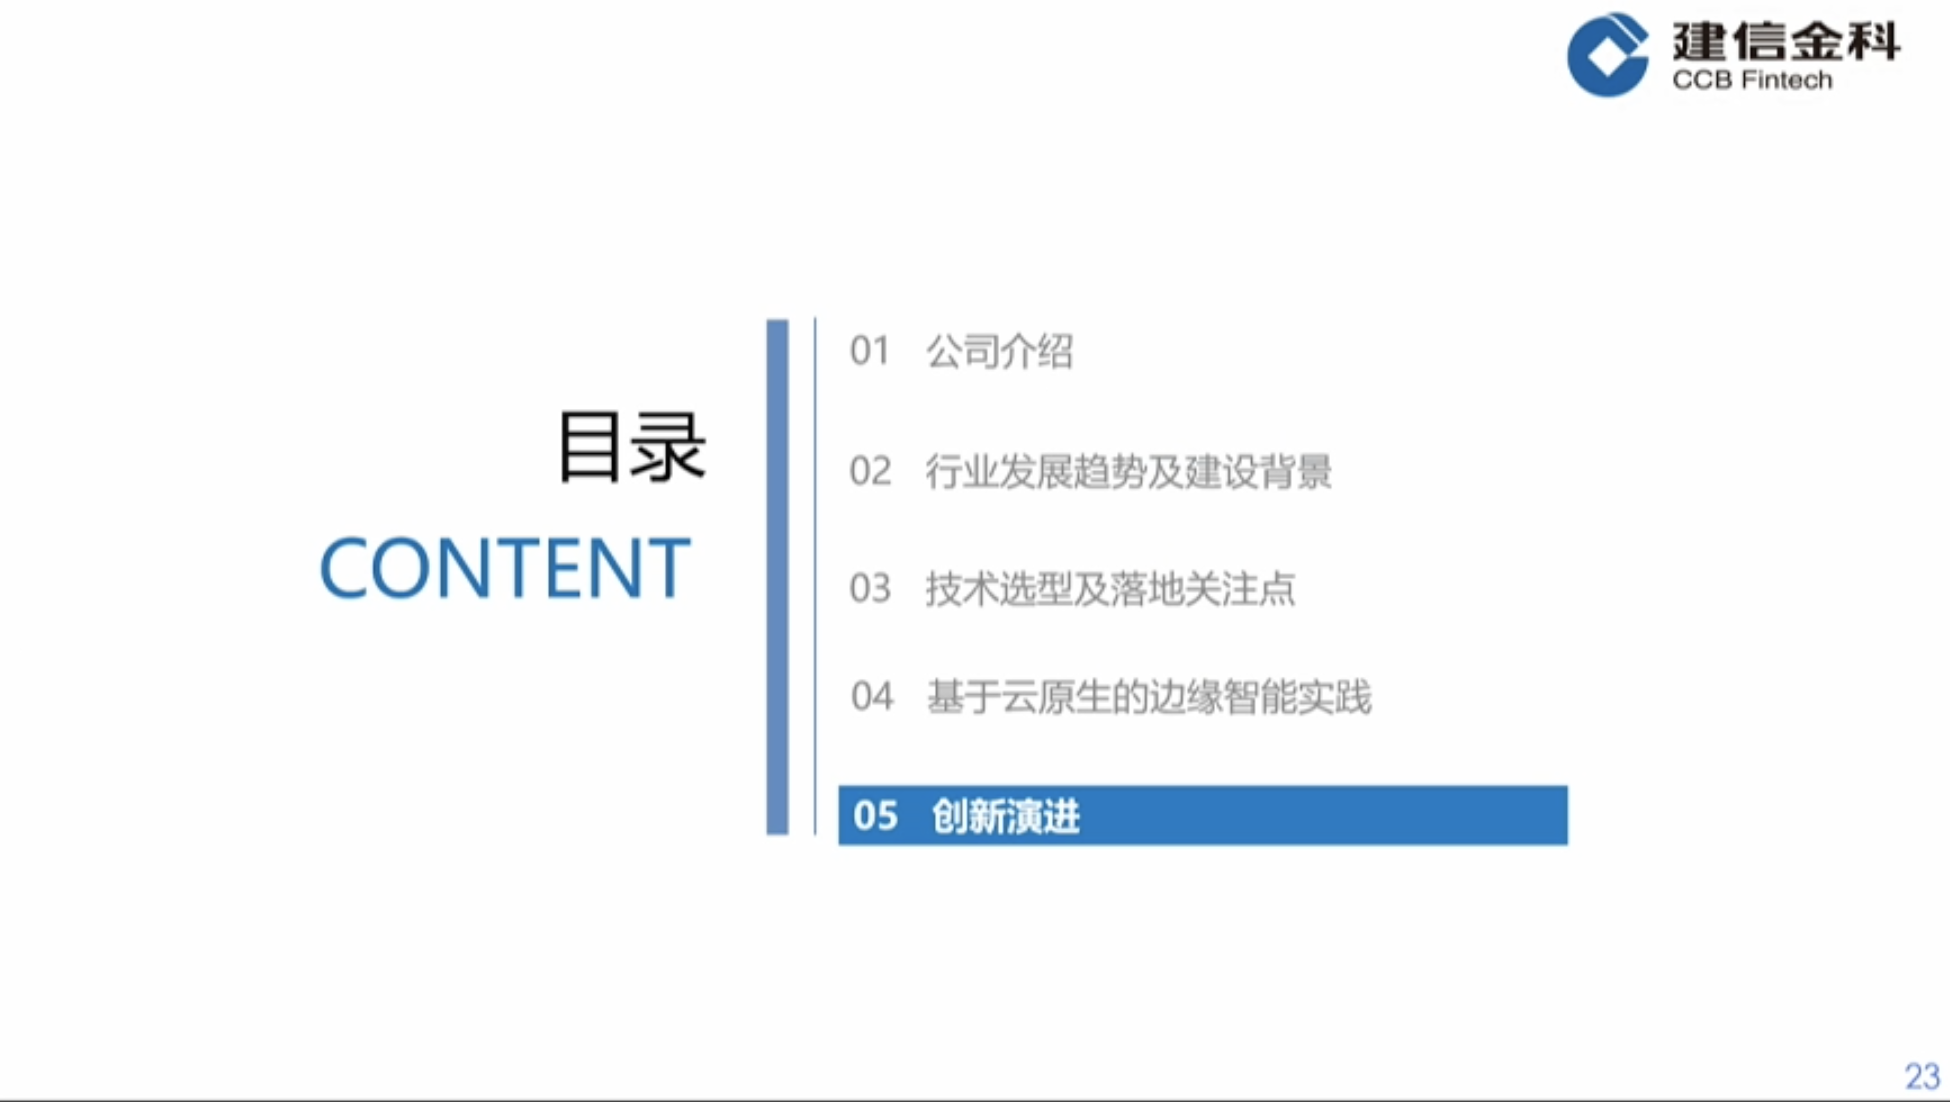 建信金科
CCB Fintech
目录
CONTENT
01 公司介绍
02 行业发展趋势及建设背景
03 技术选型及落地关注点
04 基于云原生的边缘智能实践
05 创新演进
23